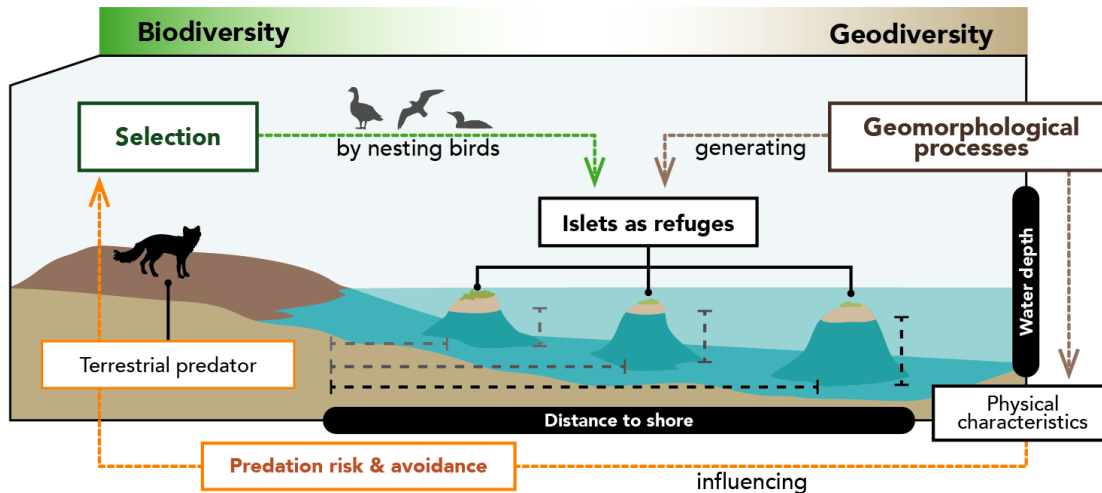 Biodiversity
Geodiversity
Selection
by nesting birds
generating
Geomorphological
processes
Islets as refuges
Water depth
Terrestrial predator
Distance to shore
Physical
characteristics
Predation risk & avoidance
influencing